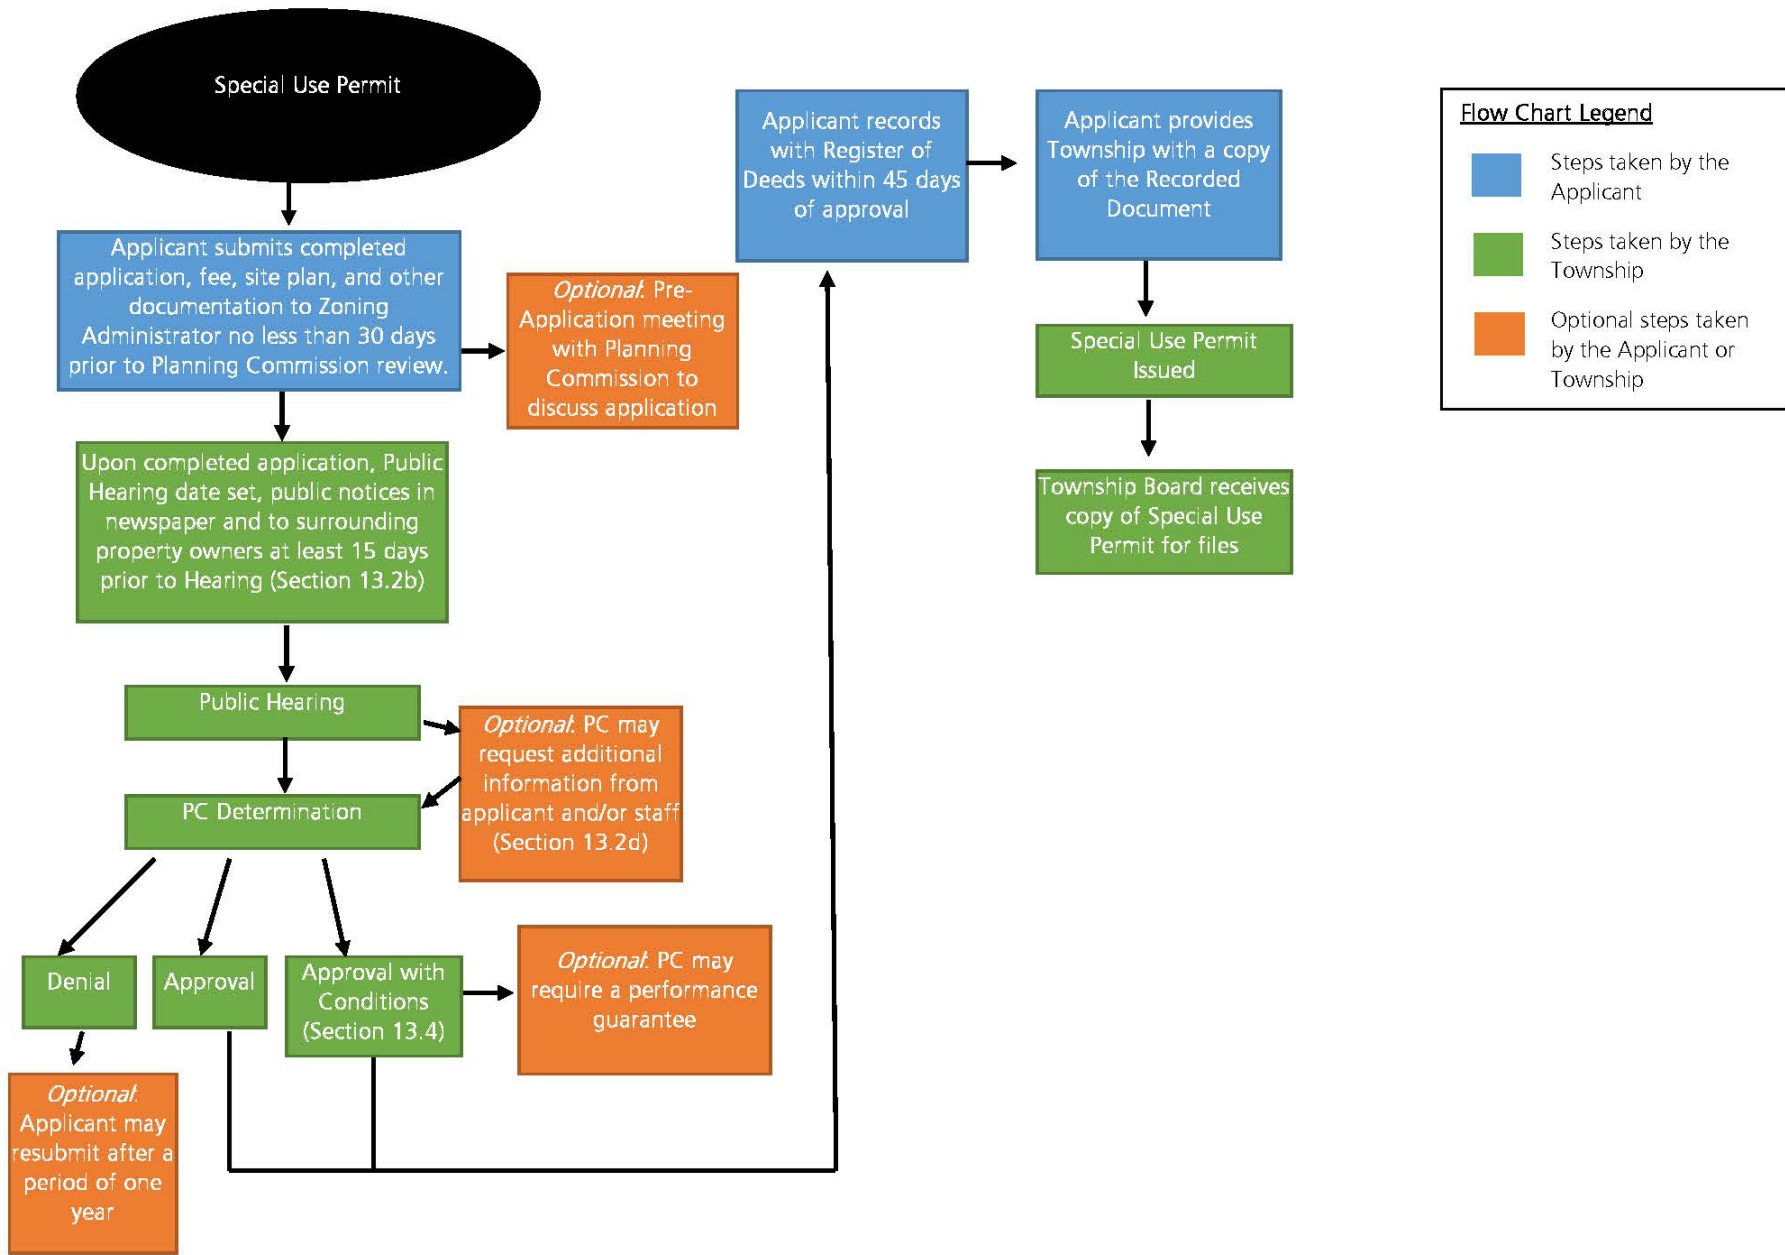 Special Use Permit
Applicant submits completed
application, fee, site plan, and other
documentation to Zoning
Administrator no less than 30 days
prior to Planning Commission review.
Optional: Pre-
Application meeting
with Planning
Commission to
discuss application
Upon completed application, Public
Hearing date set, public notices in
newspaper and to surrounding
property owners at least 15 days
prior to Hearing (Section 13.2b)
Public Hearing
Optional: PC may
request additional
information from
applicant and/or staff
(Section 13.2d)
PC Determination
Denial
Approval
Approval with
Conditions
(Section 13.4)
Optional: PC may
require a performance
guarantee
Optional:
Applicant may
resubmit after a
period of one
year
Applicant records
with Register of
Deeds within 45 days
of approval
Applicant provides
Township with a copy
of the Recorded
Document
Special Use Permit
Issued
Township Board receives
copy of Special Use
Permit for files
Flow Chart Legend
Steps taken by the
Applicant
Steps taken by the
Township
Optional steps taken
by the Applicant or
Township